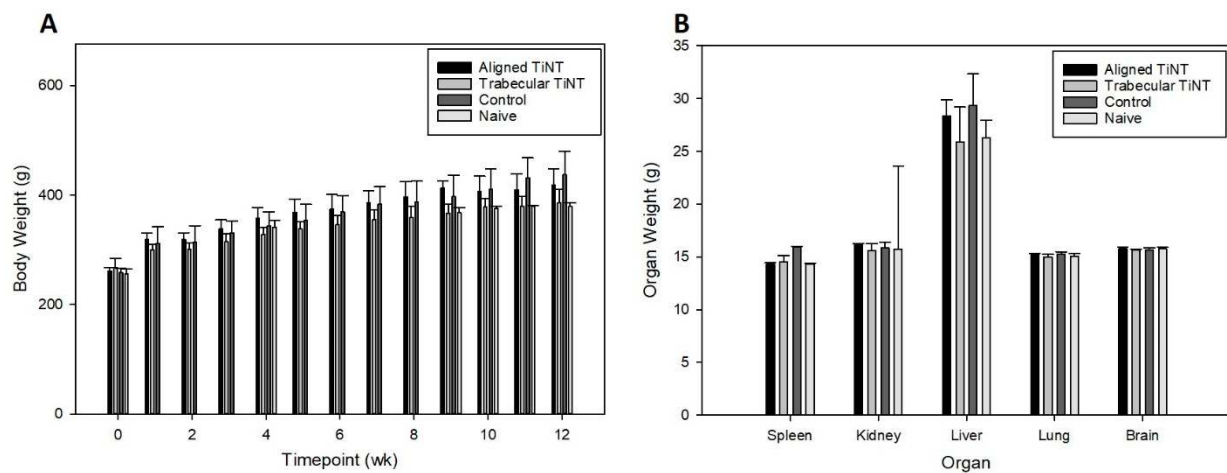 A
Aligned TiNT
Trabecular TiNT
Control
Naive
600
400
200
0
Body Weight (g)
0 2 4 6 8 10 12
Timepoint (wk)
B
Aligned TiNT
Trabecular TiNT
Control
Naive
35
30
25
20
15
10
5
0
Organ Weight (g)
Spleen Kidney Liver Lung Brain
Organ